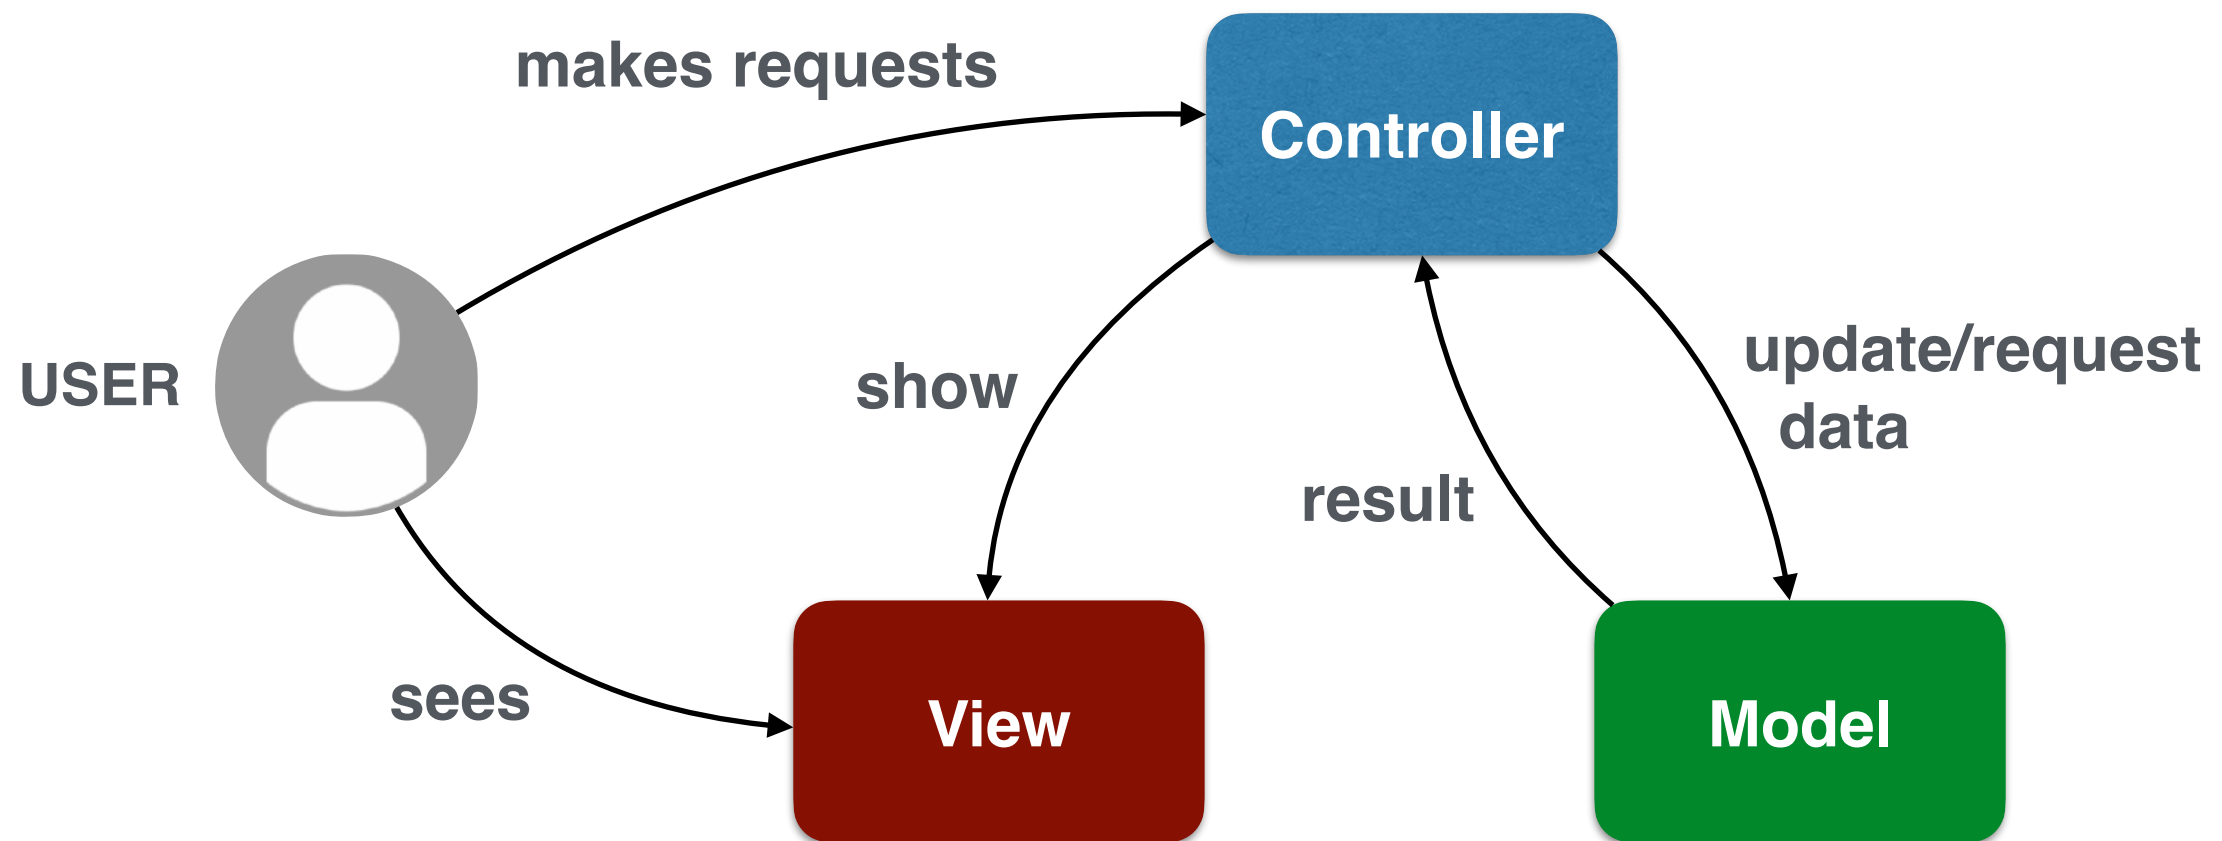 makes requests
Controller
USER
show
update/request
data
result
sees
View
Model